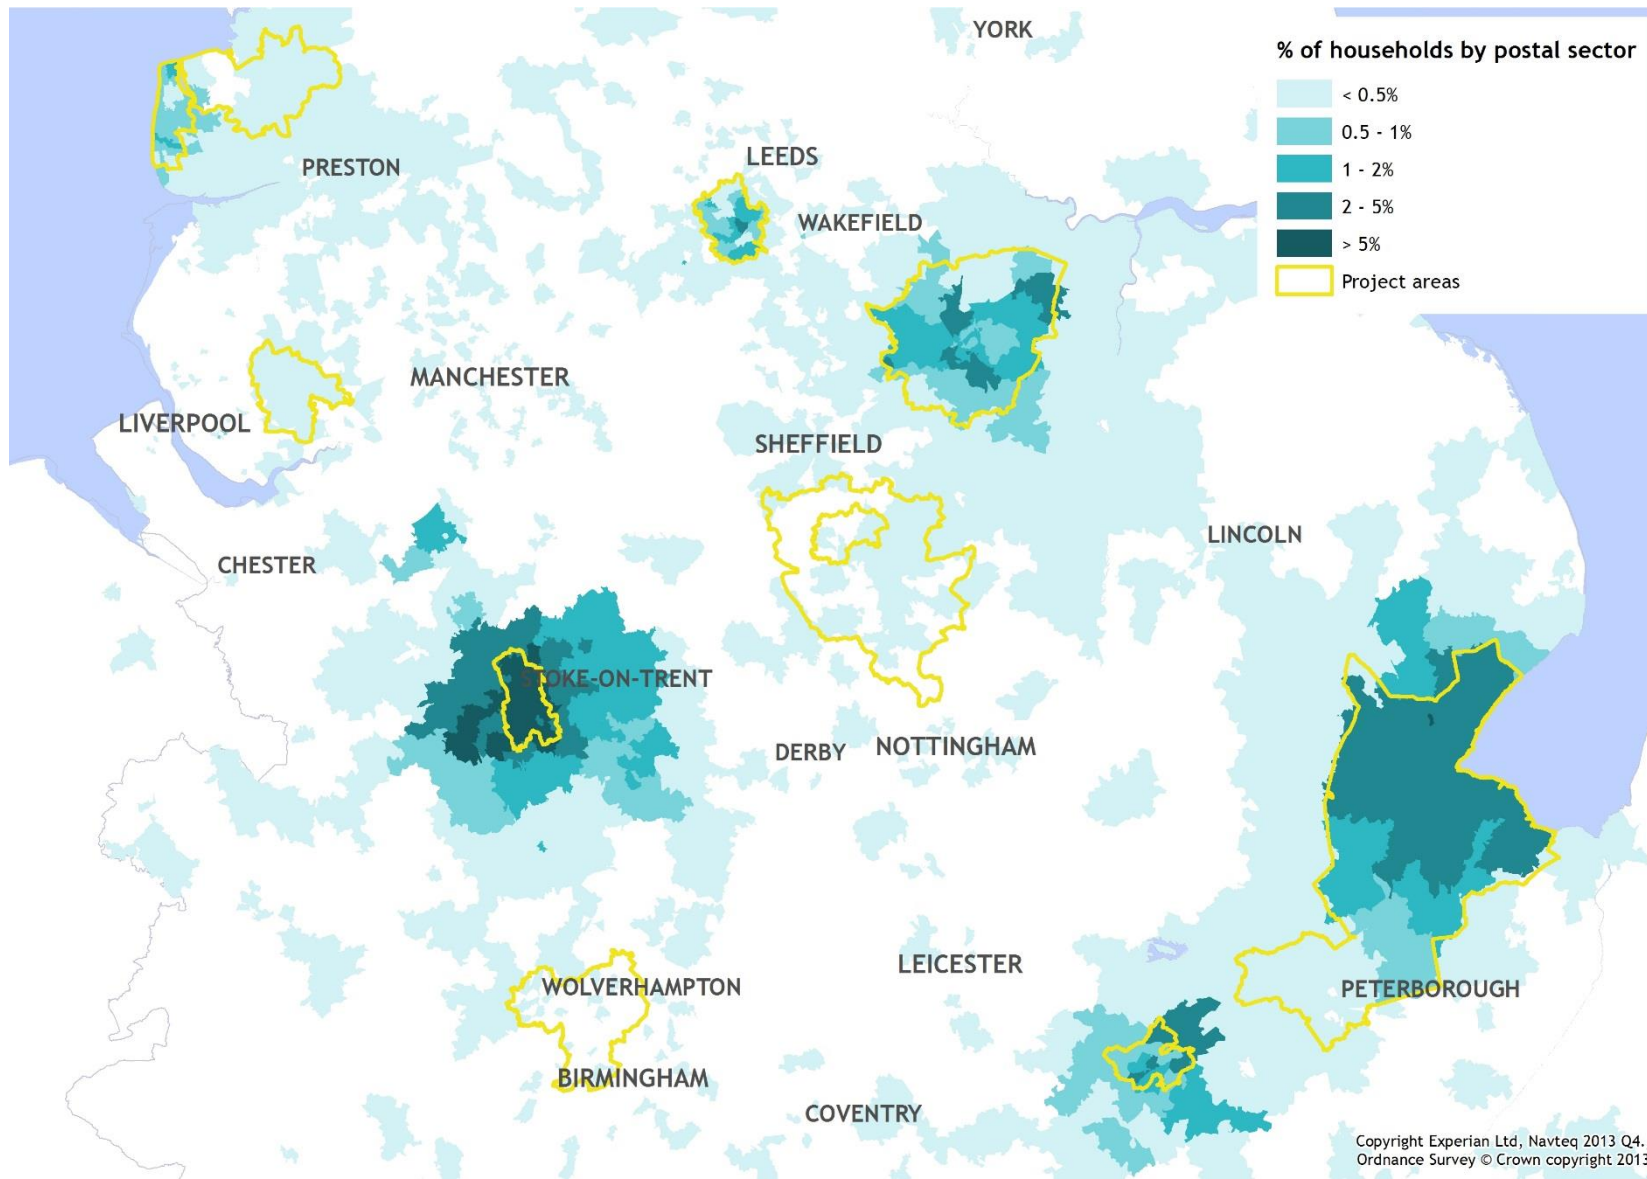 YORK
% of households by postal sector
< 0.5%
0.5 - 1%
1 - 2%
2 - 5%
> 5%
Project areas
PRESTON
LEEDS
WAKEFIELD
MANCHESTER
LIVERPOOL
SHEFFIELD
LINCOLN
CHESTER
STOKE-ON-TRENT
DERBY
NOTTINGHAM
LEICESTER
WOLVERHAMPTON
PETERBOROUGH
BIRMINGHAM
COVENTRY
Copyright Experian Ltd, Navteq 2013 Q4.
Ordnance Survey © Crown copyright 2013